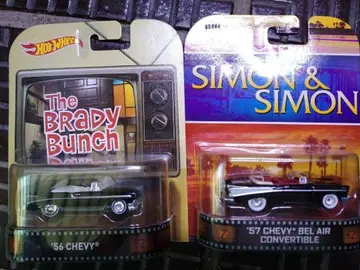 Hot Wheels
The
BRADY
Bunch
'56 CHEVY
SIMON &
SIMON
'57 CHEVY BEL AIR
CONVERTIBLE